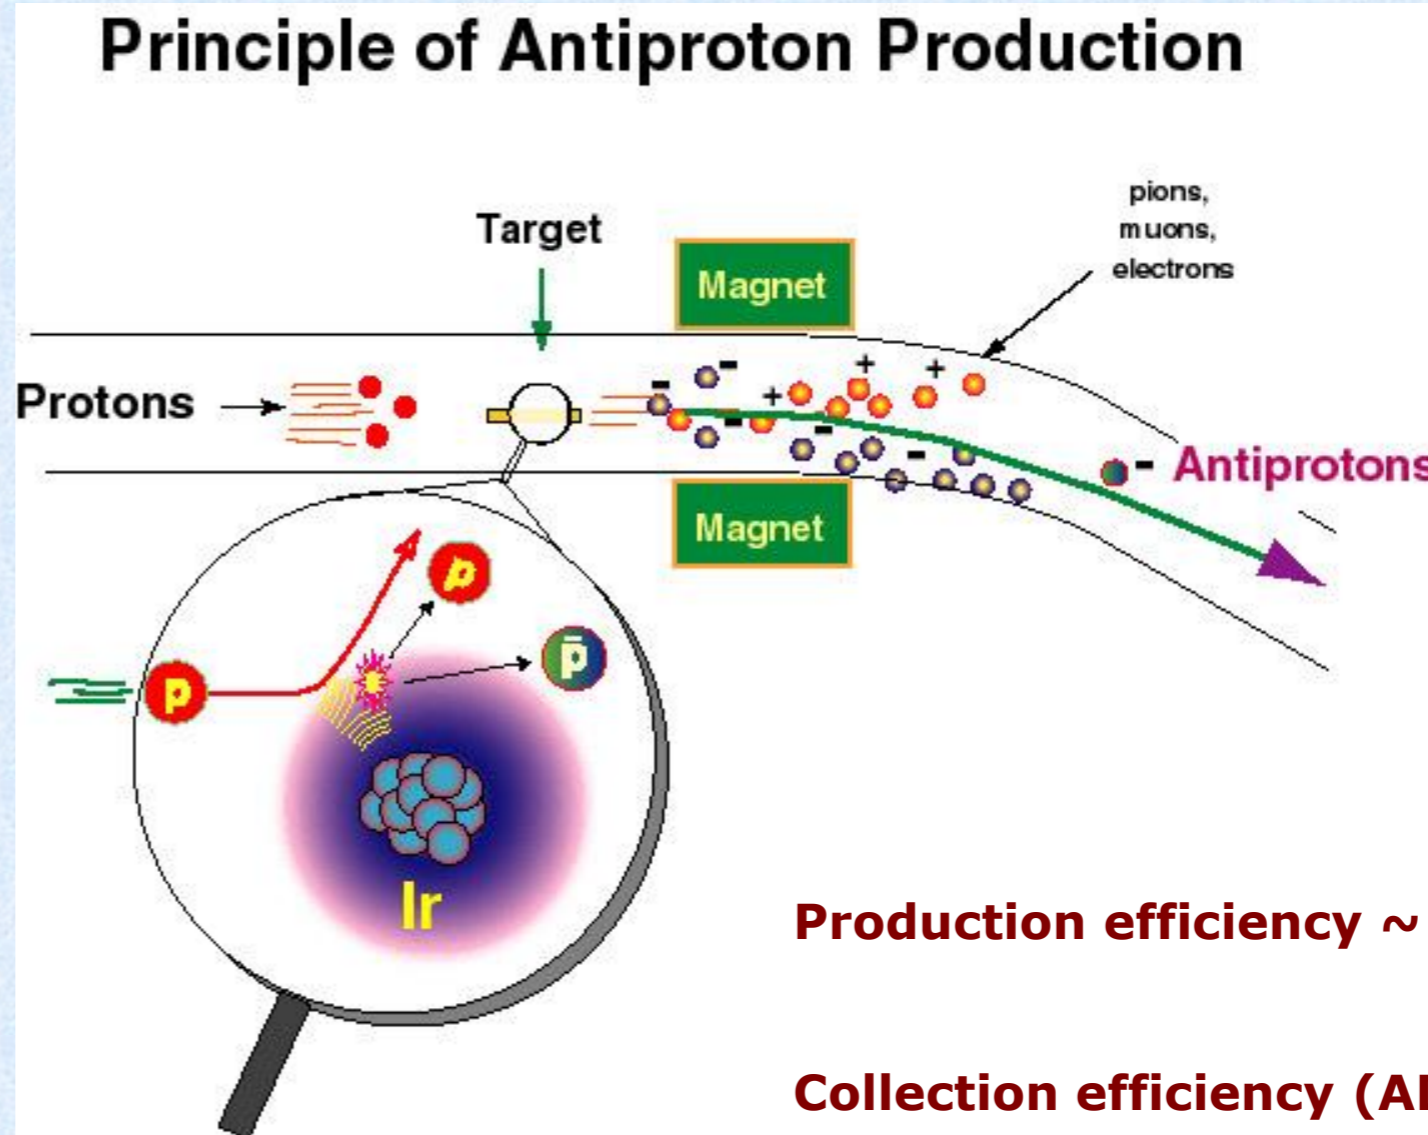 Principle of Antiproton Production
pions,
muons,
electrons
Target
Magnet
- - + + +
Protons
- - -
- Antiprotons
Magnet
p
p̄
p
Ir
Production efficiency ~
Collection efficiency (A